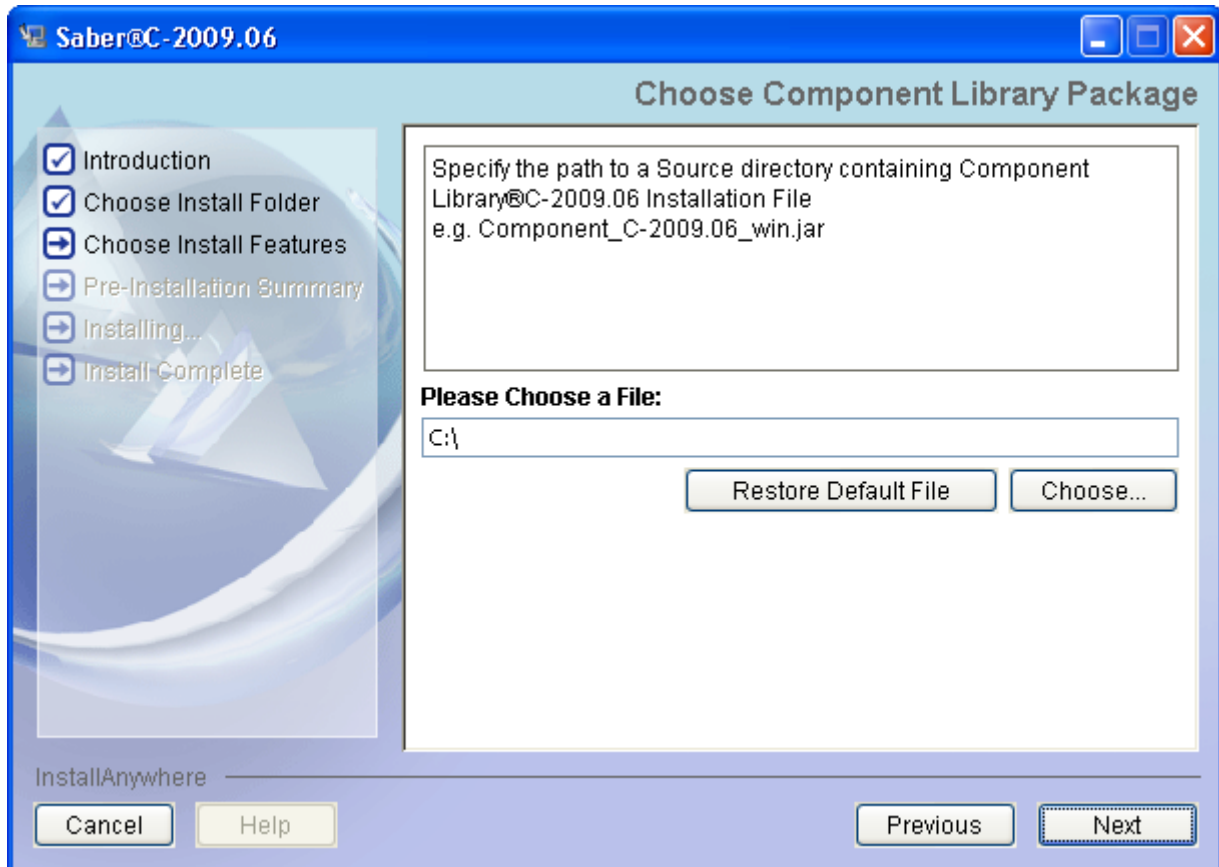 Saber®C-2009.06
Choose Component Library Package
Introduction
Choose Install Folder
Choose Install Features
Pre-Installation Summary
Installing...
Install Complete
Specify the path to a Source directory containing Component
Library®C-2009.06 Installation File
e.g. Component_C-2009.06_win.jar
Please Choose a File:
C:\
Restore Default File
Choose...
InstallAnywhere
Cancel
Help
Previous
Next